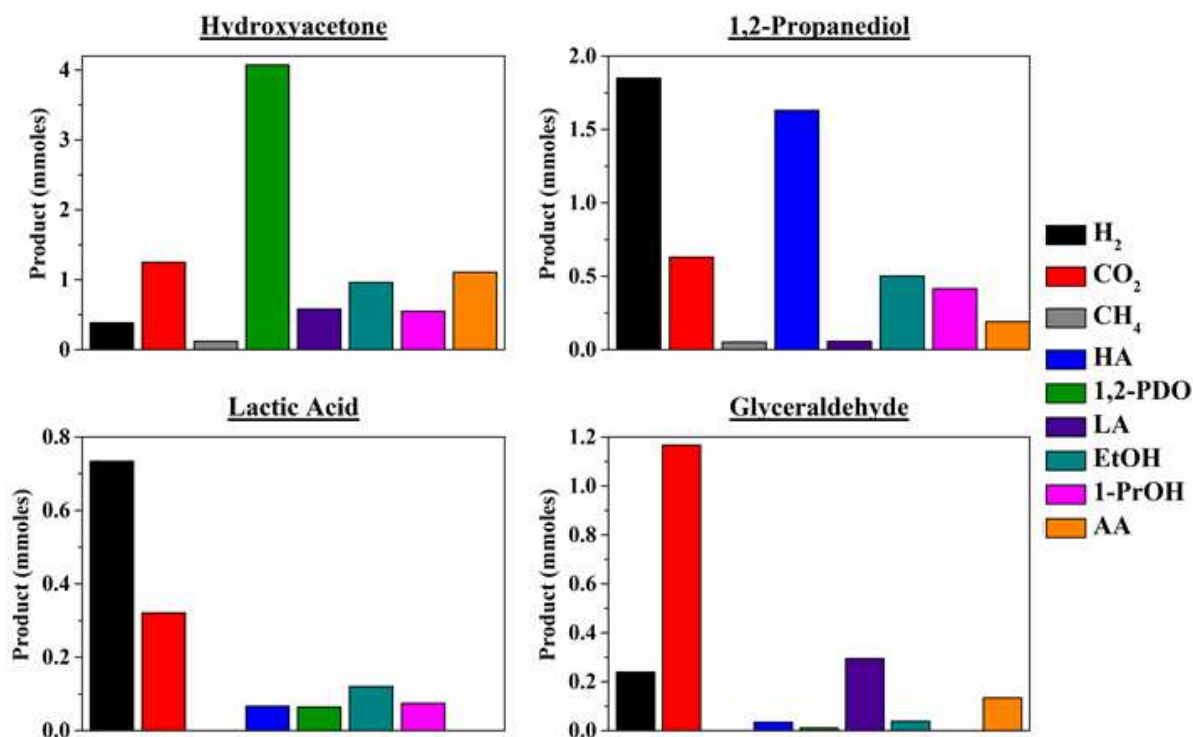 Hydroxyacetone
1,2-Propanediol
Product (mmoles)
4
3
2
1
0
Product (mmoles)
2.0
1.5
1.0
0.5
0.0
Lactic Acid
Glyceraldehyde
Product (mmoles)
0.8
0.6
0.4
0.2
0.0
Product (mmoles)
1.2
1.0
0.8
0.6
0.4
0.2
0.0
H₂
CO₂
CH₄
HA
1,2-PDO
LA
EtOH
1-PrOH
AA